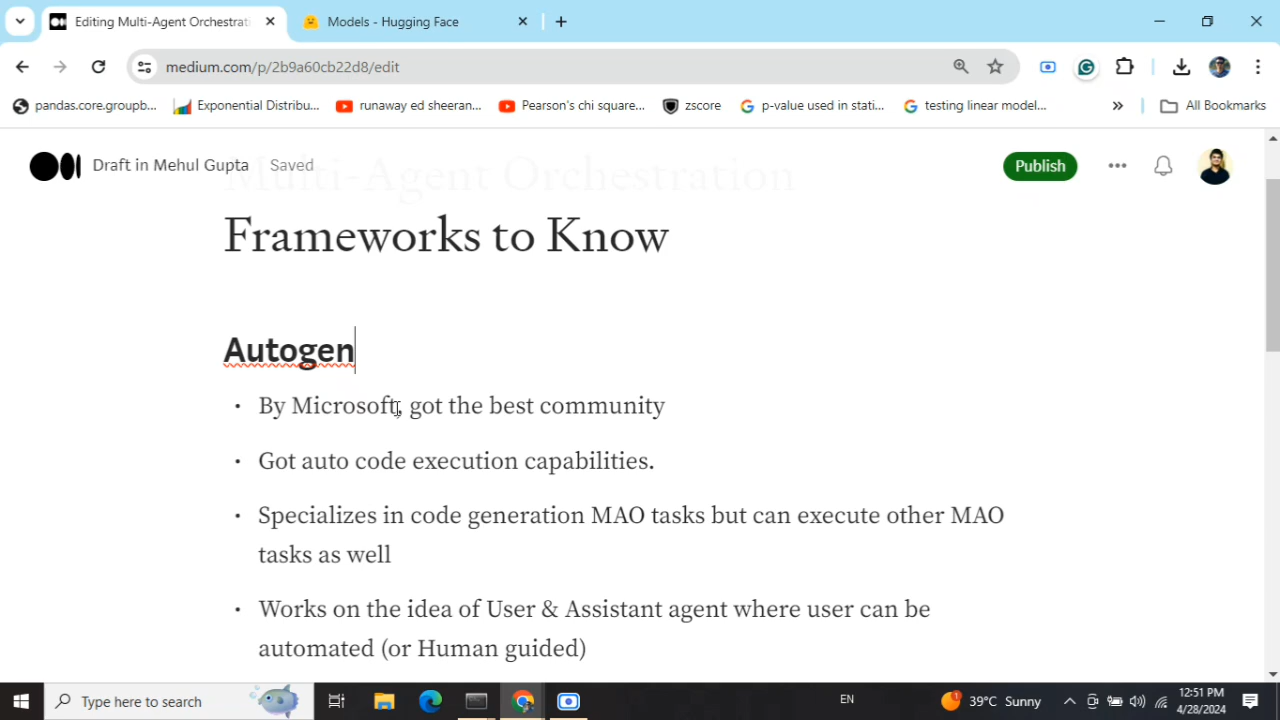 Editing Multi-Agent Orchestrati
Models - Hugging Face
medium.com/p/2b9a60cb22d8/edit
pandas.core.groupb...
Exponential Distribu...
runaway ed sheeran...
Pearson's chi square...
zscore
p-value used in stati...
testing linear model...
»
All Bookmarks
Draft in Mehul Gupta
Saved
Publish
Multi-Agent Orchestration
Frameworks to Know
Autogen
• By Microsoft, got the best community
• Got auto code execution capabilities.
• Specializes in code generation MAO tasks but can execute other MAO
tasks as well
• Works on the idea of User & Assistant agent where user can be
automated (or Human guided)
Type here to search
EN
1
39°C Sunny
12:51 PM
4/28/2024